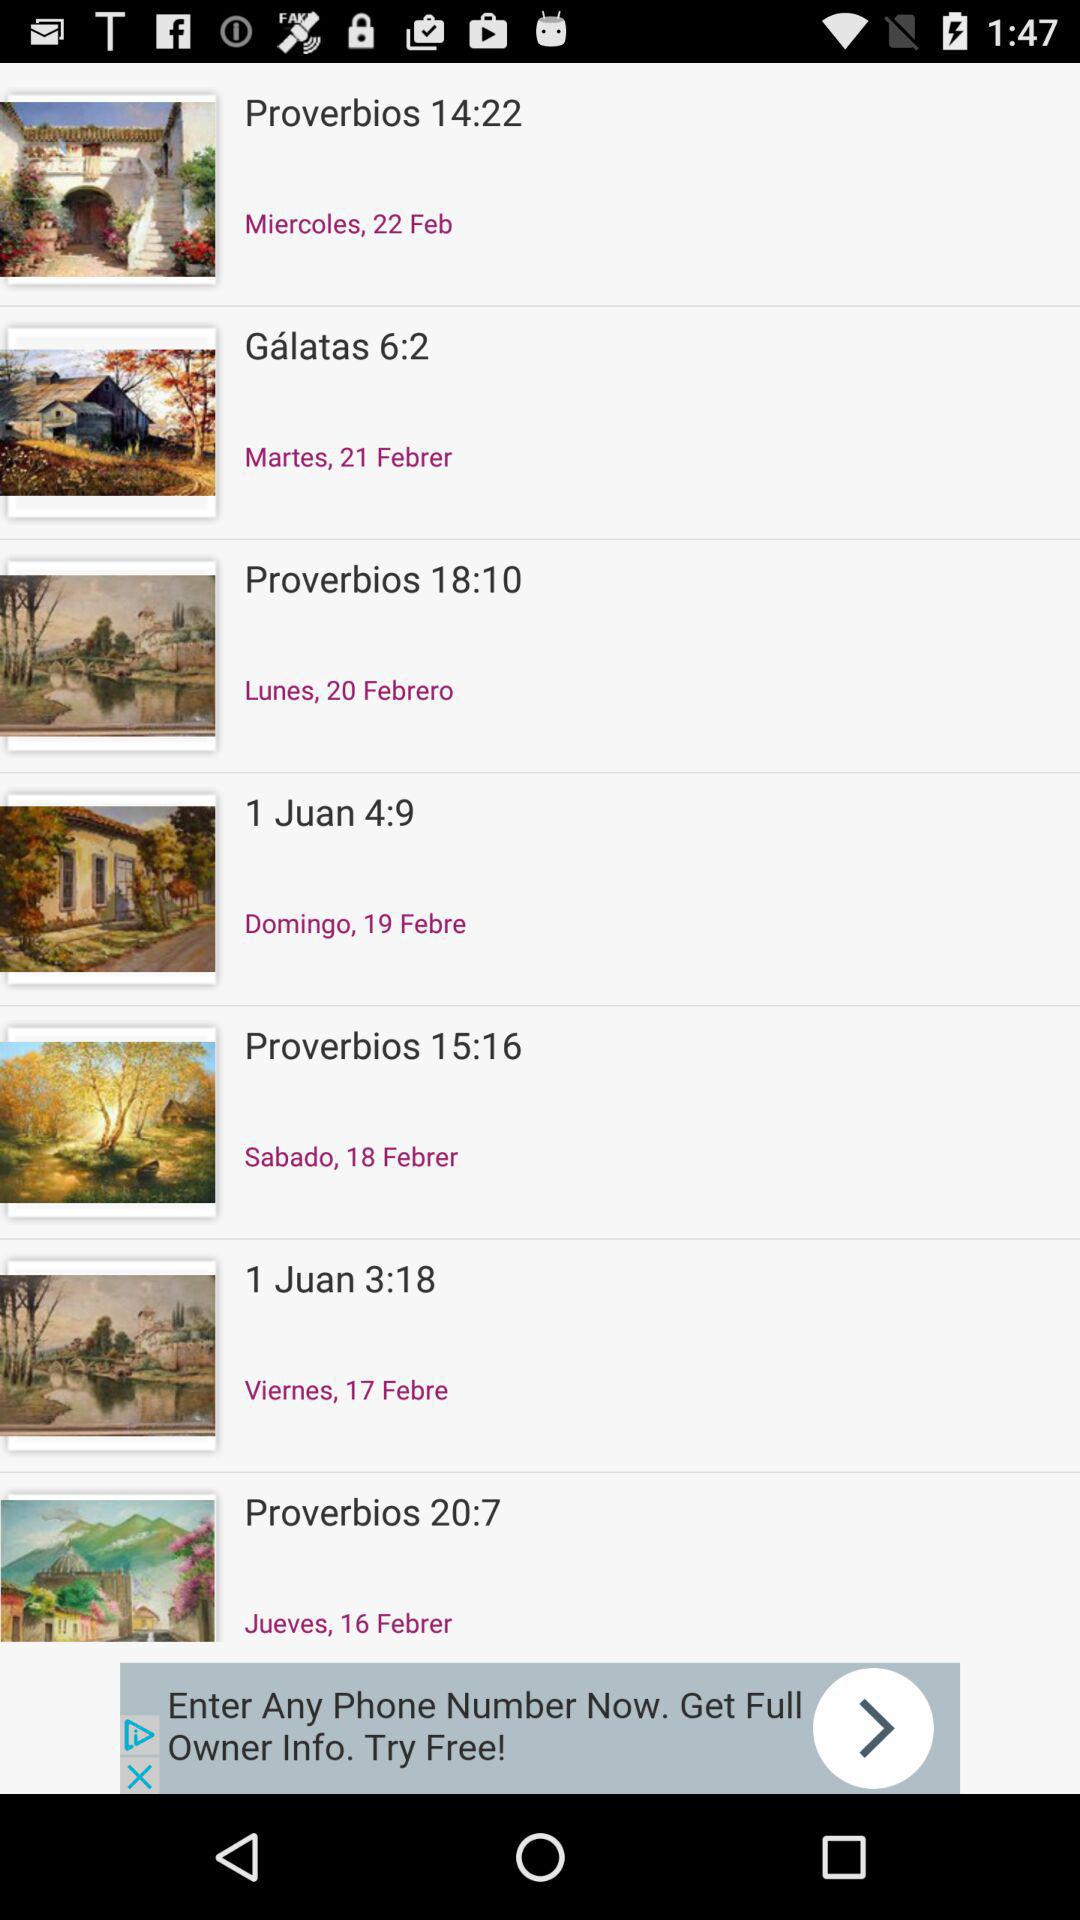 FAKE
1:47
Proverbios 14:22
Miercoles, 22 Feb
Gálatas 6:2
Martes, 21 Febrer
Proverbios 18:10
Lunes, 20 Febrero
1 Juan 4:9
Domingo, 19 Febre
Proverbios 15:16
Sabado, 18 Febrer
1 Juan 3:18
Viernes, 17 Febre
Proverbios 20:7
Jueves, 16 Febrer
Enter Any Phone Number Now. Get Full
Owner Info. Try Free!